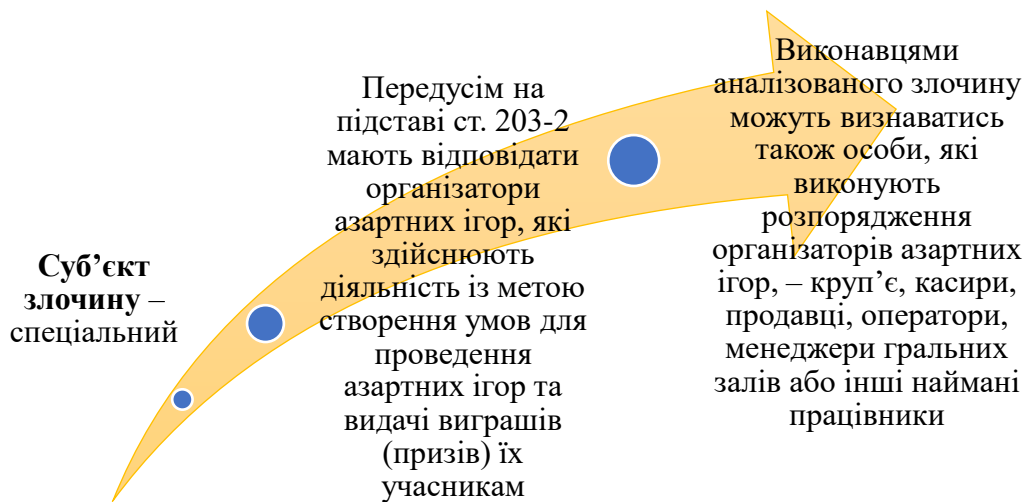 Суб’єкт
злочину –
спеціальний
Передусім на
підставі ст. 203-2
мають відповідати
організатори
азартних ігор, які
здійснюють
діяльність із метою
створення умов для
проведення
азартних ігор та
видачі виграшів
(призів) їх
учасникам
Виконавцями
аналізованого злочину
можуть визнаватись
також особи, які
виконують
розпорядження
організаторів азартних
ігор, – круп’є, касири,
продавці, оператори,
менеджери гральних
залів або інші наймані
працівники